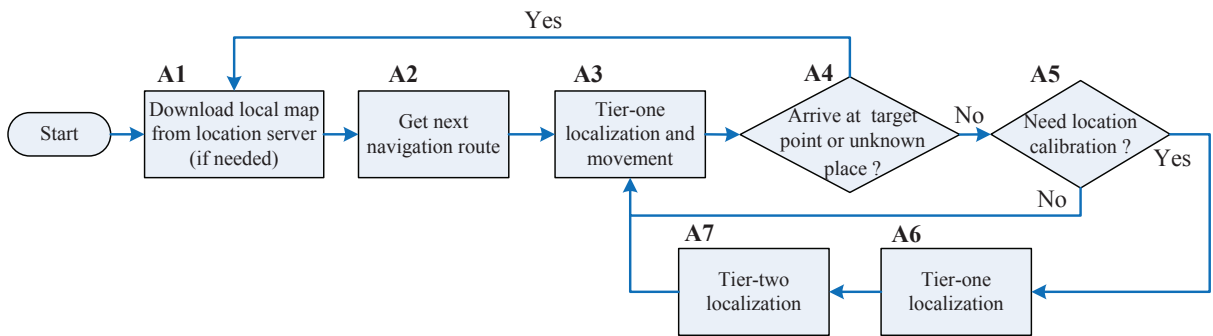 Yes
A1
A2
A3
A4
A5
Start
Download local map
from location server
(if needed)
Get next
navigation route
Tier-one
localization and
movement
Arrive at target
point or unknown
place ?
No
Need location
calibration ?
Yes
No
A7
A6
Tier-two
localization
Tier-one
localization